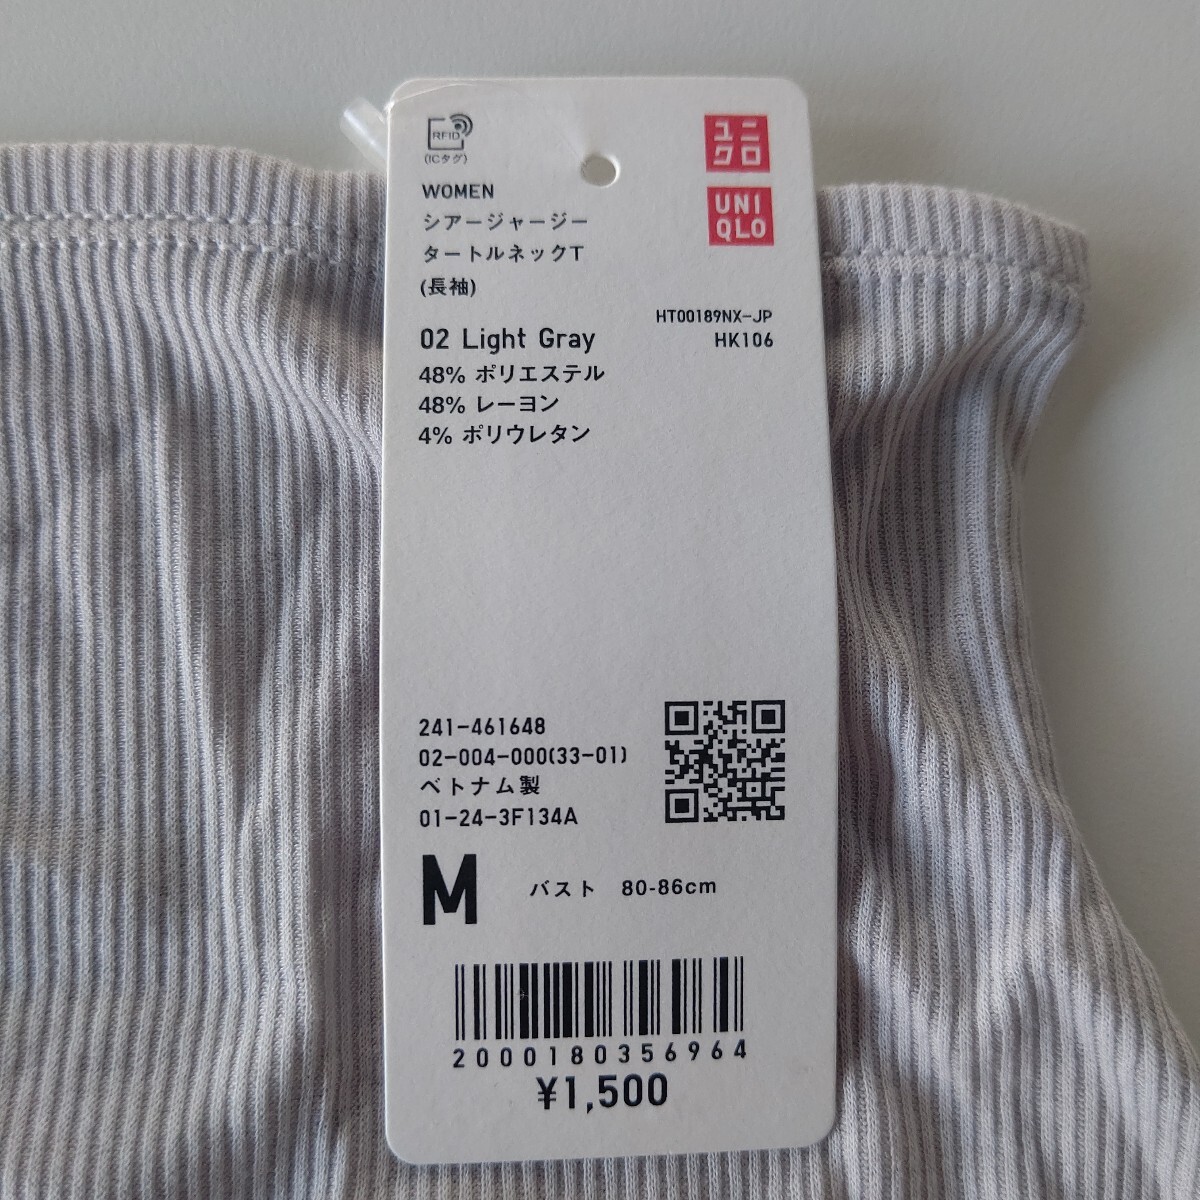 RFID
(ICタグ)
ユニ
クロ
UNI
QLO
WOMEN
シアージャージー
タートルネックT
(長袖)
HT00189NX-JP
HK106
02 Light Gray
48% ポリエステル
48% レーヨン
4% ポリウレタン
241-461648
02-004-000(33-01)
ベトナム製
01-24-3F134A
M バスト 80-86cm
2000180356964
¥1,500